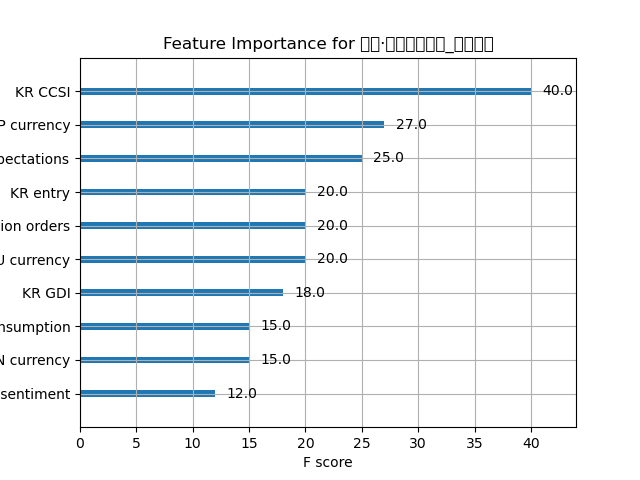 Feature Importance for
KR CCSI
40.0
P currency
27.0
pectations
25.0
KR entry
20.0
ion orders
20.0
U currency
20.0
KR GDI
18.0
nsumption
15.0
N currency
15.0
sentiment
12.0
0 5 10 15 20 25 30 35 40
F score